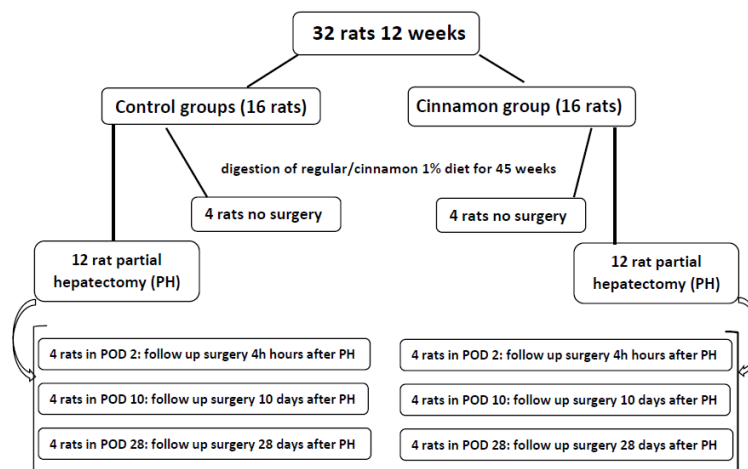 32 rats 12 weeks
Control groups (16 rats)
Cinnamon group (16 rats)
digestion of regular/cinnamon 1% diet for 45 weeks
4 rats no surgery
4 rats no surgery
12 rat partial
hepatectomy (PH)
12 rat partial
hepatectomy (PH)
4 rats in POD 2: follow up surgery 4h hours after PH
4 rats in POD 10: follow up surgery 10 days after PH
4 rats in POD 28: follow up surgery 28 days after PH
4 rats in POD 2: follow up surgery 4h hours after PH
4 rats in POD 10: follow up surgery 10 days after PH
4 rats in POD 28: follow up surgery 28 days after PH